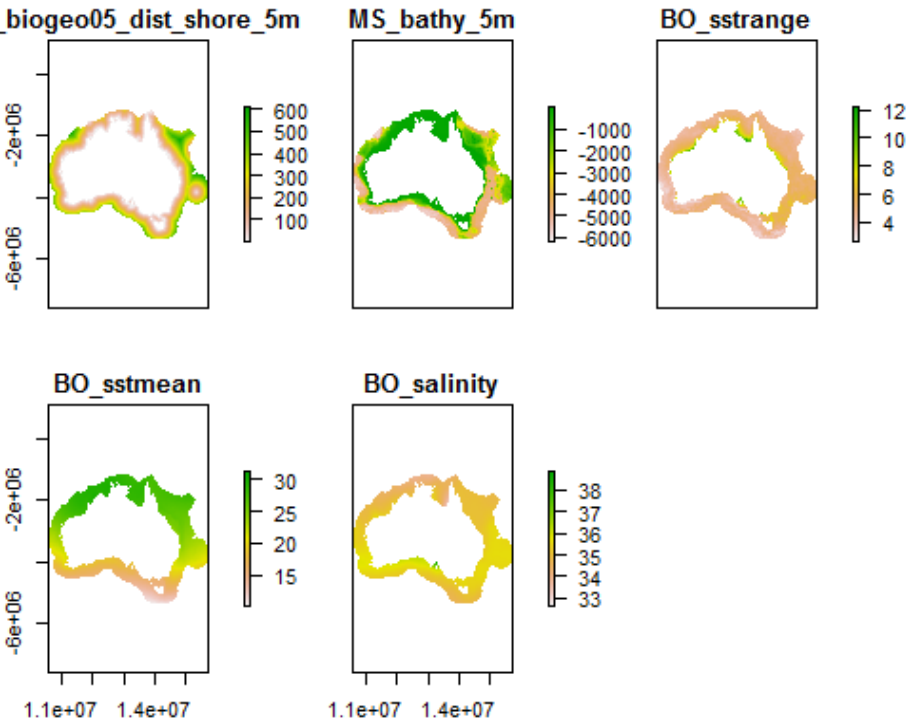 _biogeo05_dist_shore_5m
MS_bathy_5m
BO_sstrange
-2e+06
-6e+06
600
500
400
300
200
100
-1000
-2000
-3000
-4000
-5000
-6000
12
10
8
6
4
BO_sstmean
BO_salinity
-2e+06
-6e+06
30
25
20
15
38
37
36
35
34
33
1.1e+07 1.4e+07
1.1e+07 1.4e+07